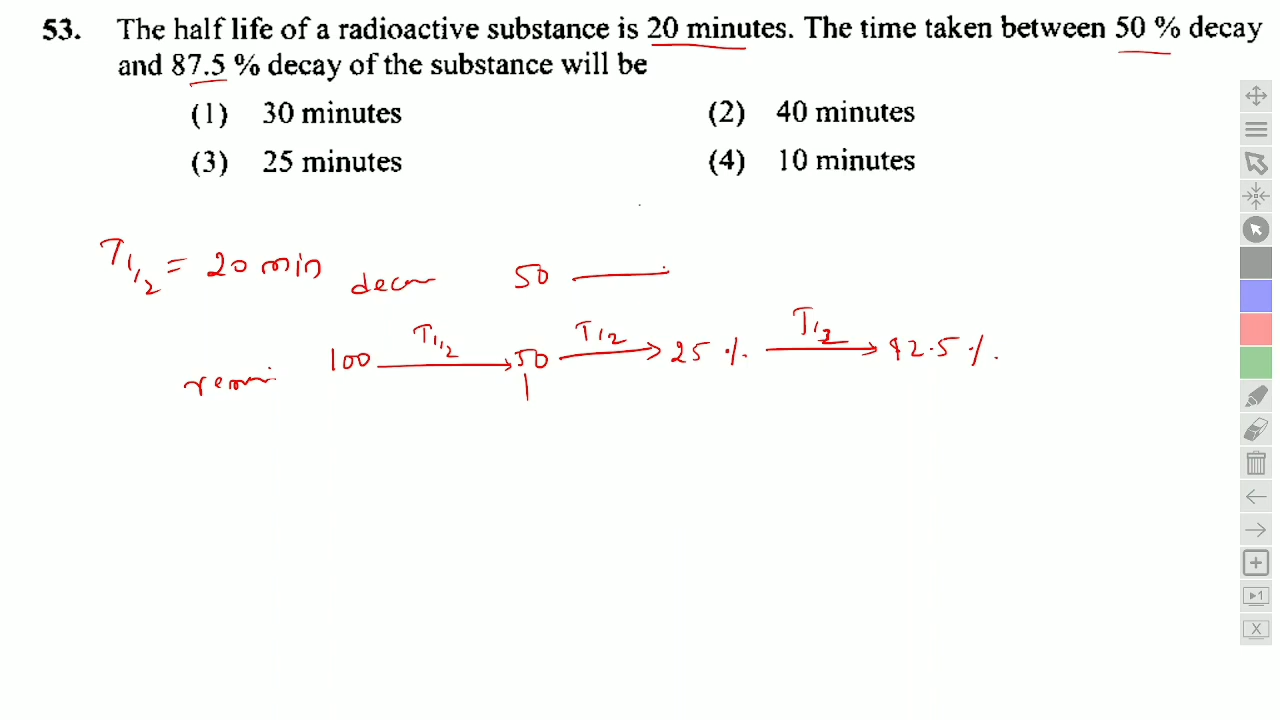 53. The half life of a radioactive substance is 20 minutes. The time taken between 50 % decay
and 87.5 % decay of the substance will be
(1) 30 minutes (2) 40 minutes
(3) 25 minutes (4) 10 minutes
T1/2 = 20 min
50
100 T1/2 50 T1/2 25 % T1/2 12.5 %.
▸1
X